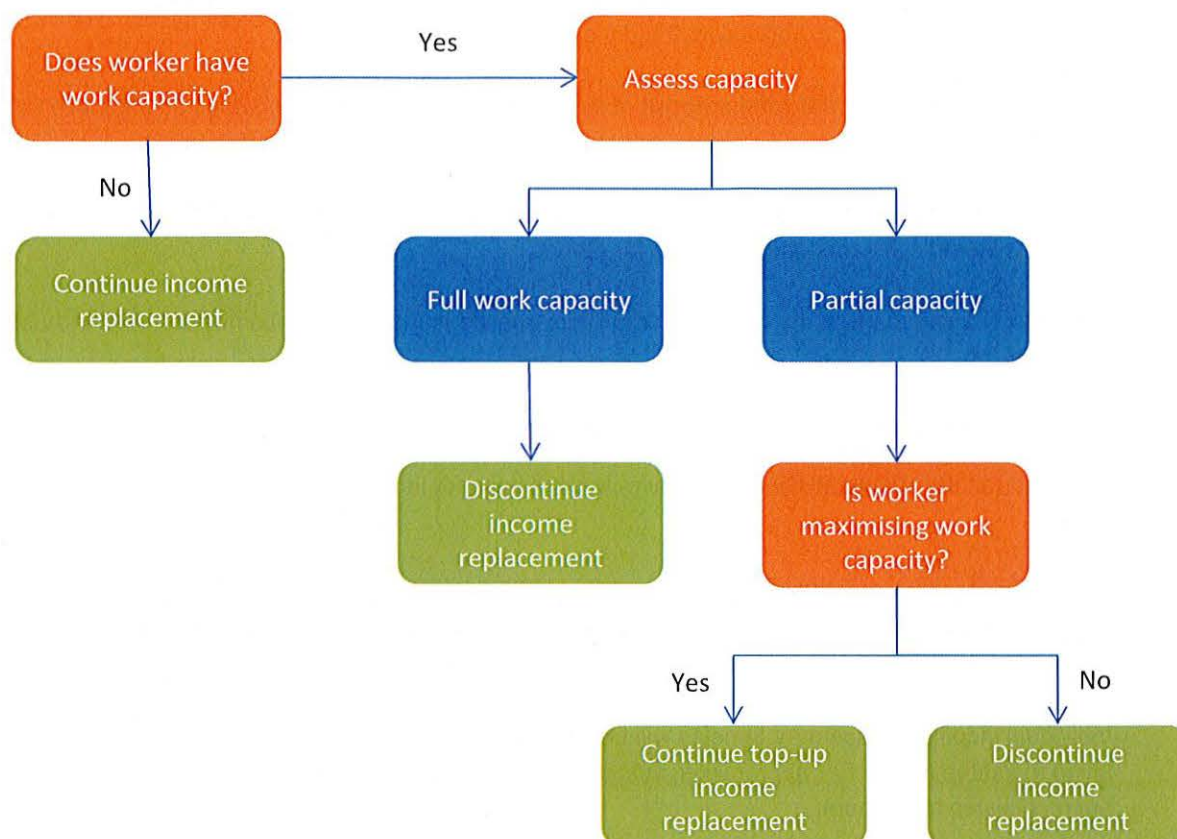 Does worker have
work capacity?
Yes
Assess capacity
No
Continue income
replacement
Full work capacity
Partial capacity
Discontinue
income
replacement
Is worker
maximising work
capacity?
Yes
No
Continue top-up
income
replacement
Discontinue
income
replacement